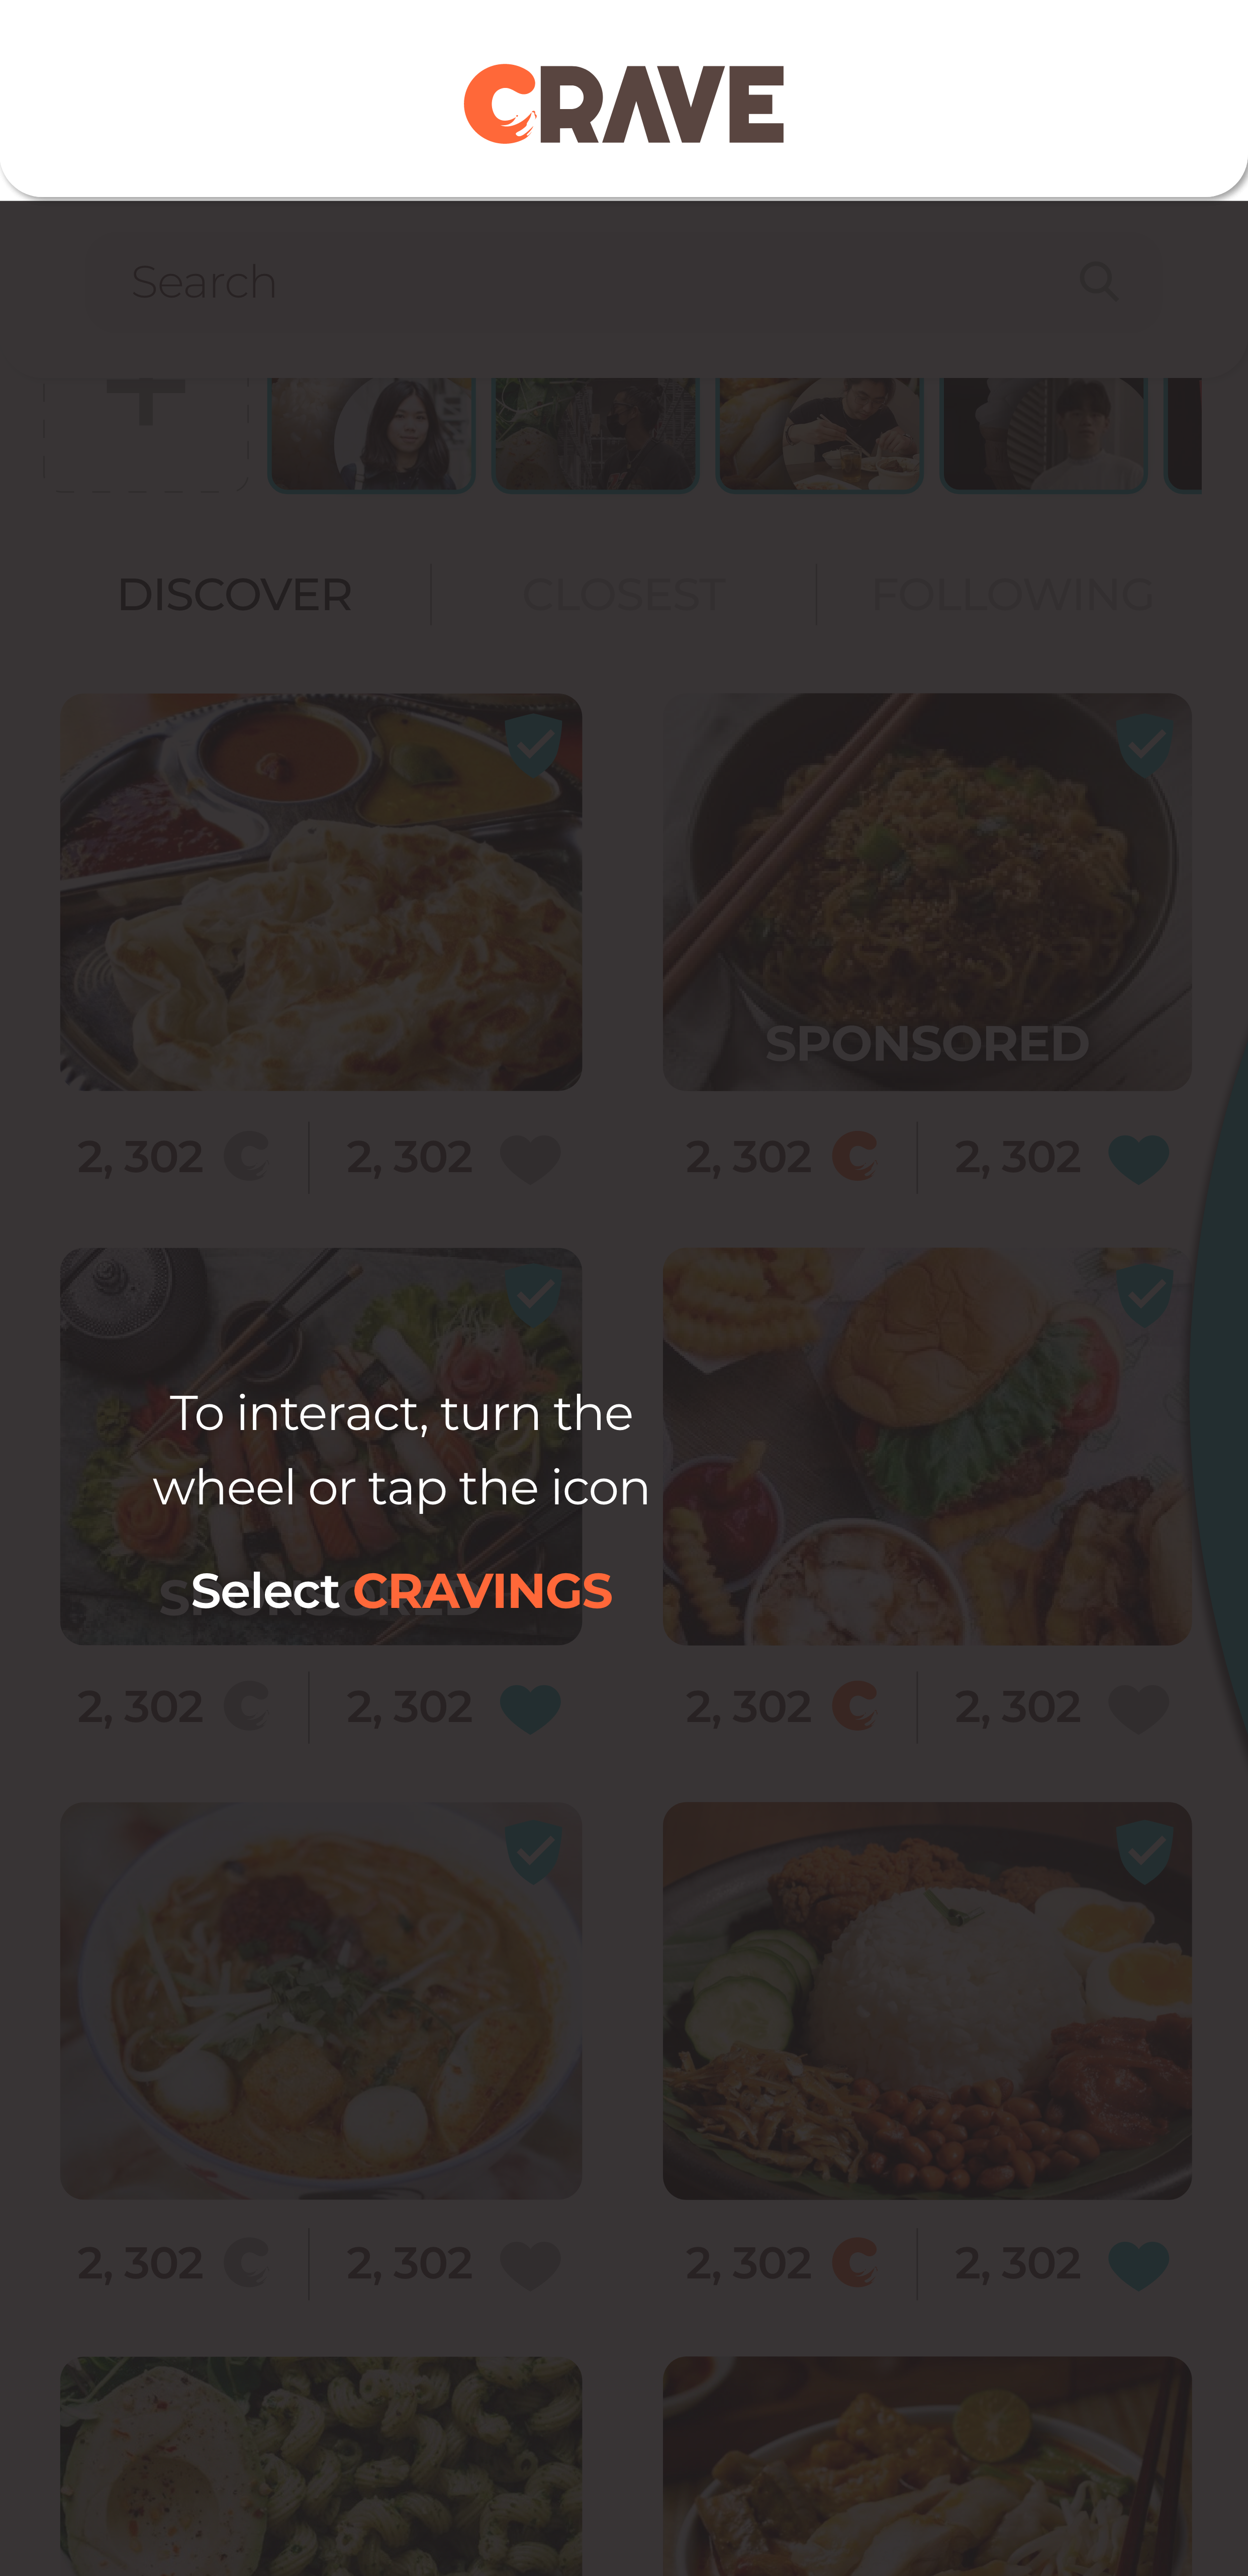 CRAVE
Search
DISCOVER
CLOSEST
FOLLOWING
SPONSORED
2, 302
2, 302
2, 302
2, 302
To interact, turn the
wheel or tap the icon
SPONSORED
Select CRAVINGS
2, 302
2, 302
2, 302
2, 302
2, 302
2, 302
2, 302
2, 302